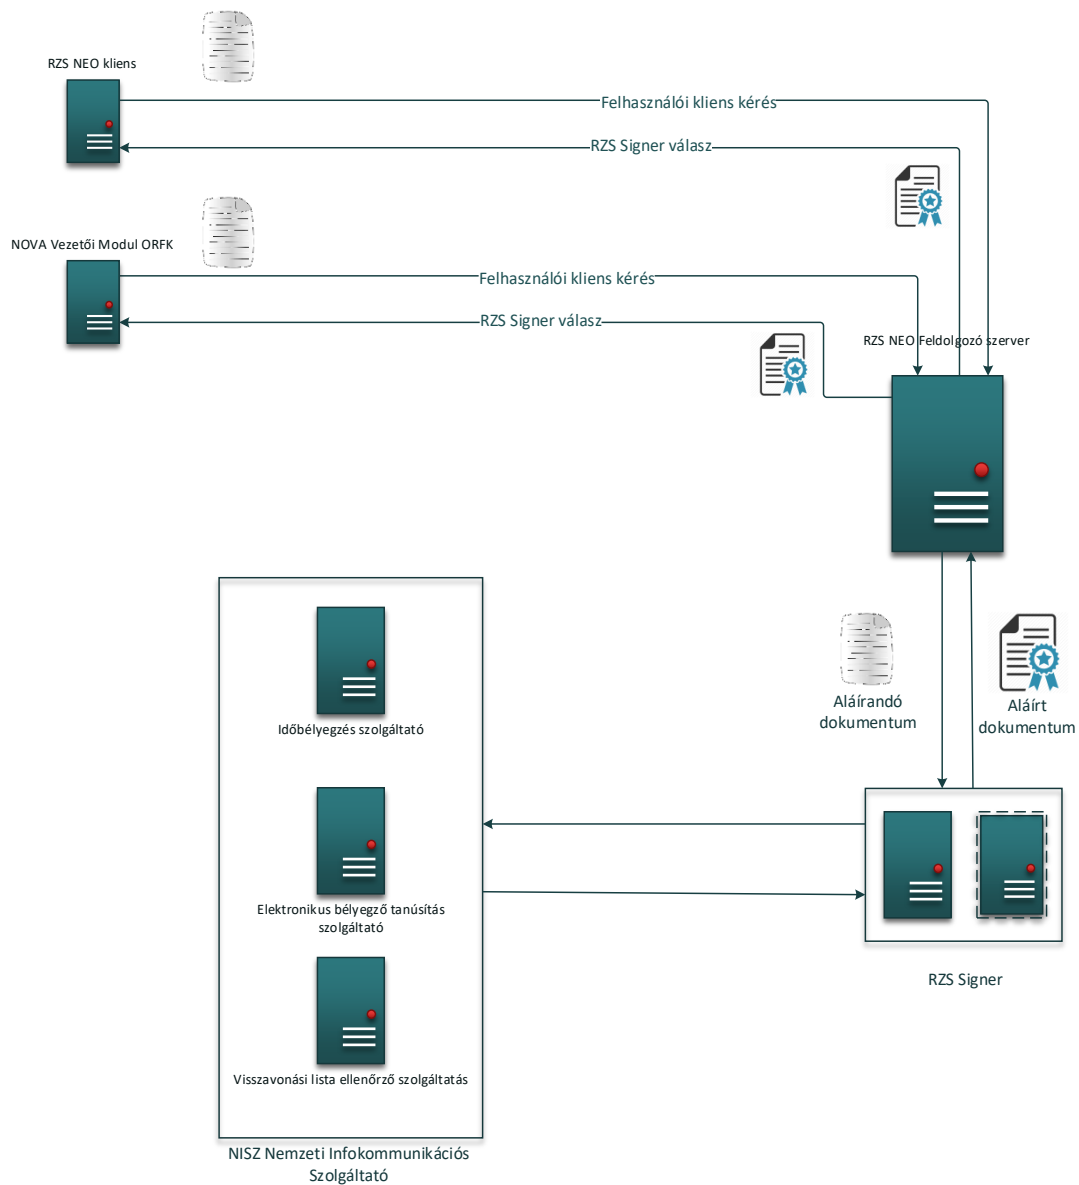 RZS NEO kliens
Felhasználói kliens kérés
RZS Signer válasz
NOVA Vezetői Modul ORFK
Felhasználói kliens kérés
RZS Signer válasz
RZS NEO Feldolgozó szerver
Aláírandó
dokumentum
Aláírt
dokumentum
Időbélyegzés szolgáltató
Elektronikus bélyegző tanúsítás
szolgáltató
RZS Signer
Visszavonási lista ellenőrző szolgáltatás
NISZ Nemzeti Infokommunikációs
Szolgáltató